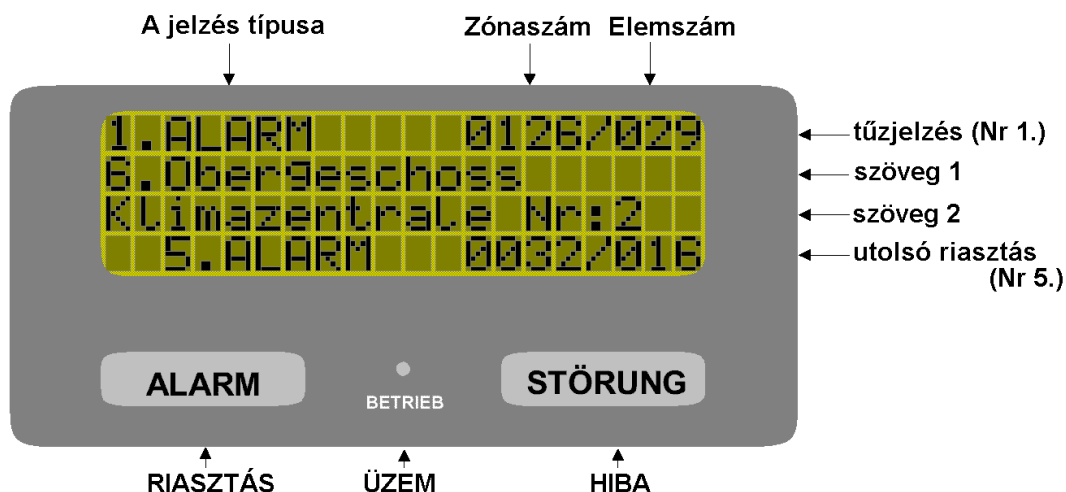 A jelzés típusa Zónaszám Elemszám
1.ALARM 0126/029
tűzjelzés (Nr 1.)
6.Obergeschoss
szöveg 1
Klimazentrale Nr:2
szöveg 2
5.ALARM 0032/016
utolsó riasztás
(Nr 5.)
ALARM
BETRIEB
STÖRUNG
RIASZTÁS ÜZEM HIBA